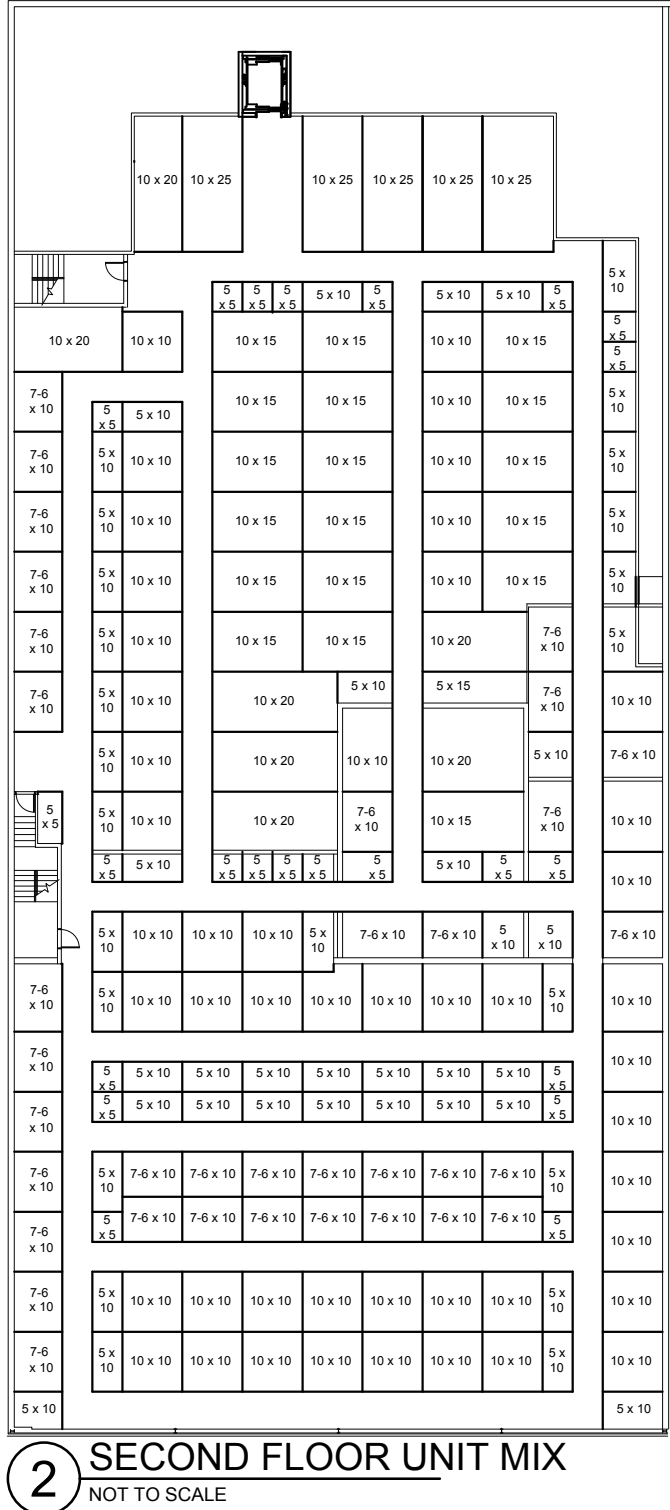 10 x 20 10 x 25 10 x 25 10 x 25 10 x 25 10 x 25
5 x 10
5 x 5 5 x 5 5 x 5 5 x 10 5 x 5 5 x 10 5 x 10 5 x 5
5 x 5
10 x 20 10 x 10 10 x 15 10 x 15 10 x 10 10 x 15
5 x 5
7-6 x 10 10 x 15 10 x 15 10 x 10 10 x 15 5 x 10
5 x 5 5 x 10
7-6 x 10 5 x 10 10 x 10 10 x 15 10 x 15 10 x 10 10 x 15 5 x 10
7-6 x 10 5 x 10 10 x 10 10 x 15 10 x 15 10 x 10 10 x 15 5 x 10
7-6 x 10 5 x 10 10 x 10 10 x 15 10 x 15 10 x 10 10 x 15 5 x 10
7-6 x 10 5 x 10 10 x 10 10 x 15 10 x 15 10 x 20 7-6 x 10 5 x 10
7-6 x 10 5 x 10 10 x 10 10 x 20 5 x 10 5 x 15 7-6 x 10 10 x 10
5 x 10 10 x 10 10 x 20 10 x 10 10 x 20 5 x 10 7-6 x 10
5 x 5 5 x 10 10 x 10 10 x 20 7-6 x 10 10 x 15 7-6 x 10 10 x 10
5 x 5 5 x 10 5 x 5 5 x 5 5 x 5 5 x 5 5 x 5 5 x 10 5 x 5 5 x 5 10 x 10
5 x 10 10 x 10 10 x 10 10 x 10 5 x 10 7-6 x 10 7-6 x 10 5 x 10 5 x 10 7-6 x 10
7-6 x 10 5 x 10 10 x 10 10 x 10 10 x 10 10 x 10 10 x 10 10 x 10 10 x 10 5 x 10 10 x 10
7-6 x 10 5 x 5 5 x 10 5 x 10 5 x 10 5 x 10 5 x 10 5 x 10 5 x 10 5 x 5 10 x 10
7-6 x 10 5 x 5 5 x 10 5 x 10 5 x 10 5 x 10 5 x 10 5 x 10 5 x 10 5 x 5 10 x 10
7-6 x 10 5 x 10 7-6 x 10 7-6 x 10 7-6 x 10 7-6 x 10 7-6 x 10 7-6 x 10 7-6 x 10 5 x 10 10 x 10
7-6 x 10 5 x 5 7-6 x 10 7-6 x 10 7-6 x 10 7-6 x 10 7-6 x 10 7-6 x 10 7-6 x 10 5 x 5 10 x 10
7-6 x 10 5 x 10 10 x 10 10 x 10 10 x 10 10 x 10 10 x 10 10 x 10 10 x 10 5 x 10 10 x 10
7-6 x 10 5 x 10 10 x 10 10 x 10 10 x 10 10 x 10 10 x 10 10 x 10 10 x 10 5 x 10 10 x 10
5 x 10 5 x 10
2 SECOND FLOOR UNIT MIX
NOT TO SCALE